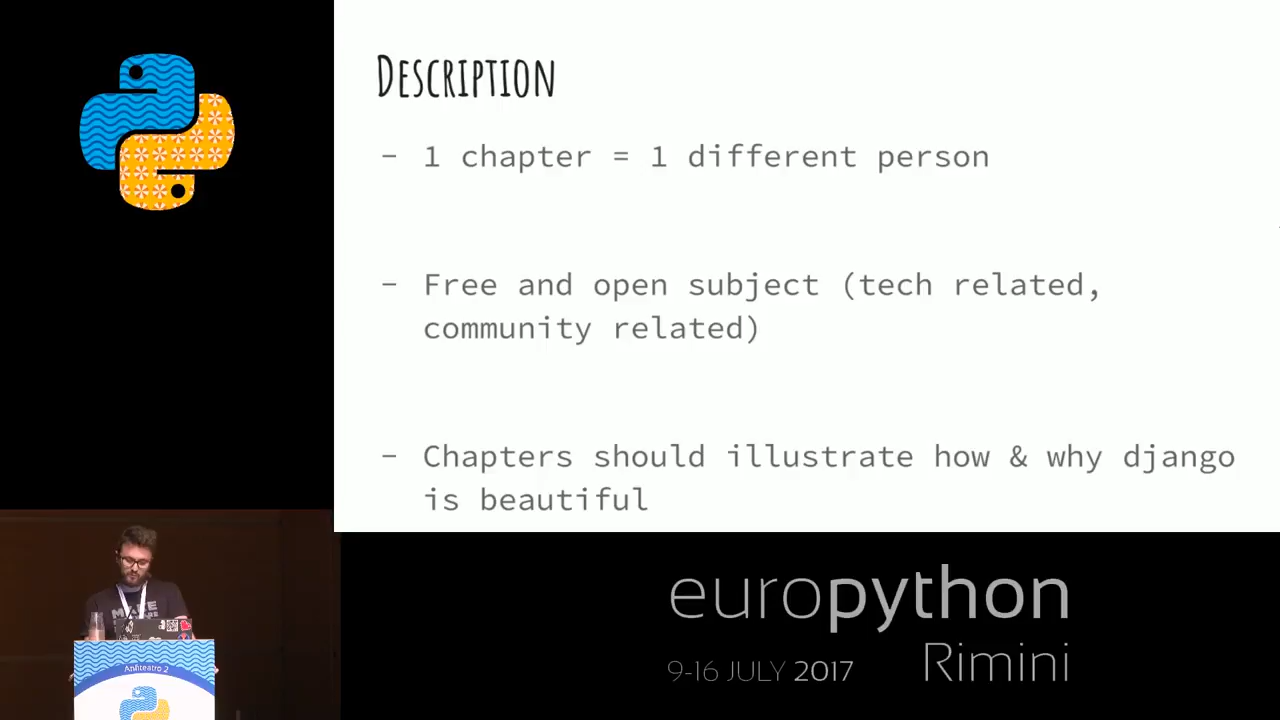 DESCRIPTION
- 1 chapter = 1 different person
- Free and open subject (tech related,
community related)
- Chapters should illustrate how & why django
is beautiful
MAKE
Anfiteatro 2
europython
Rimini
9-16 JULY 2017